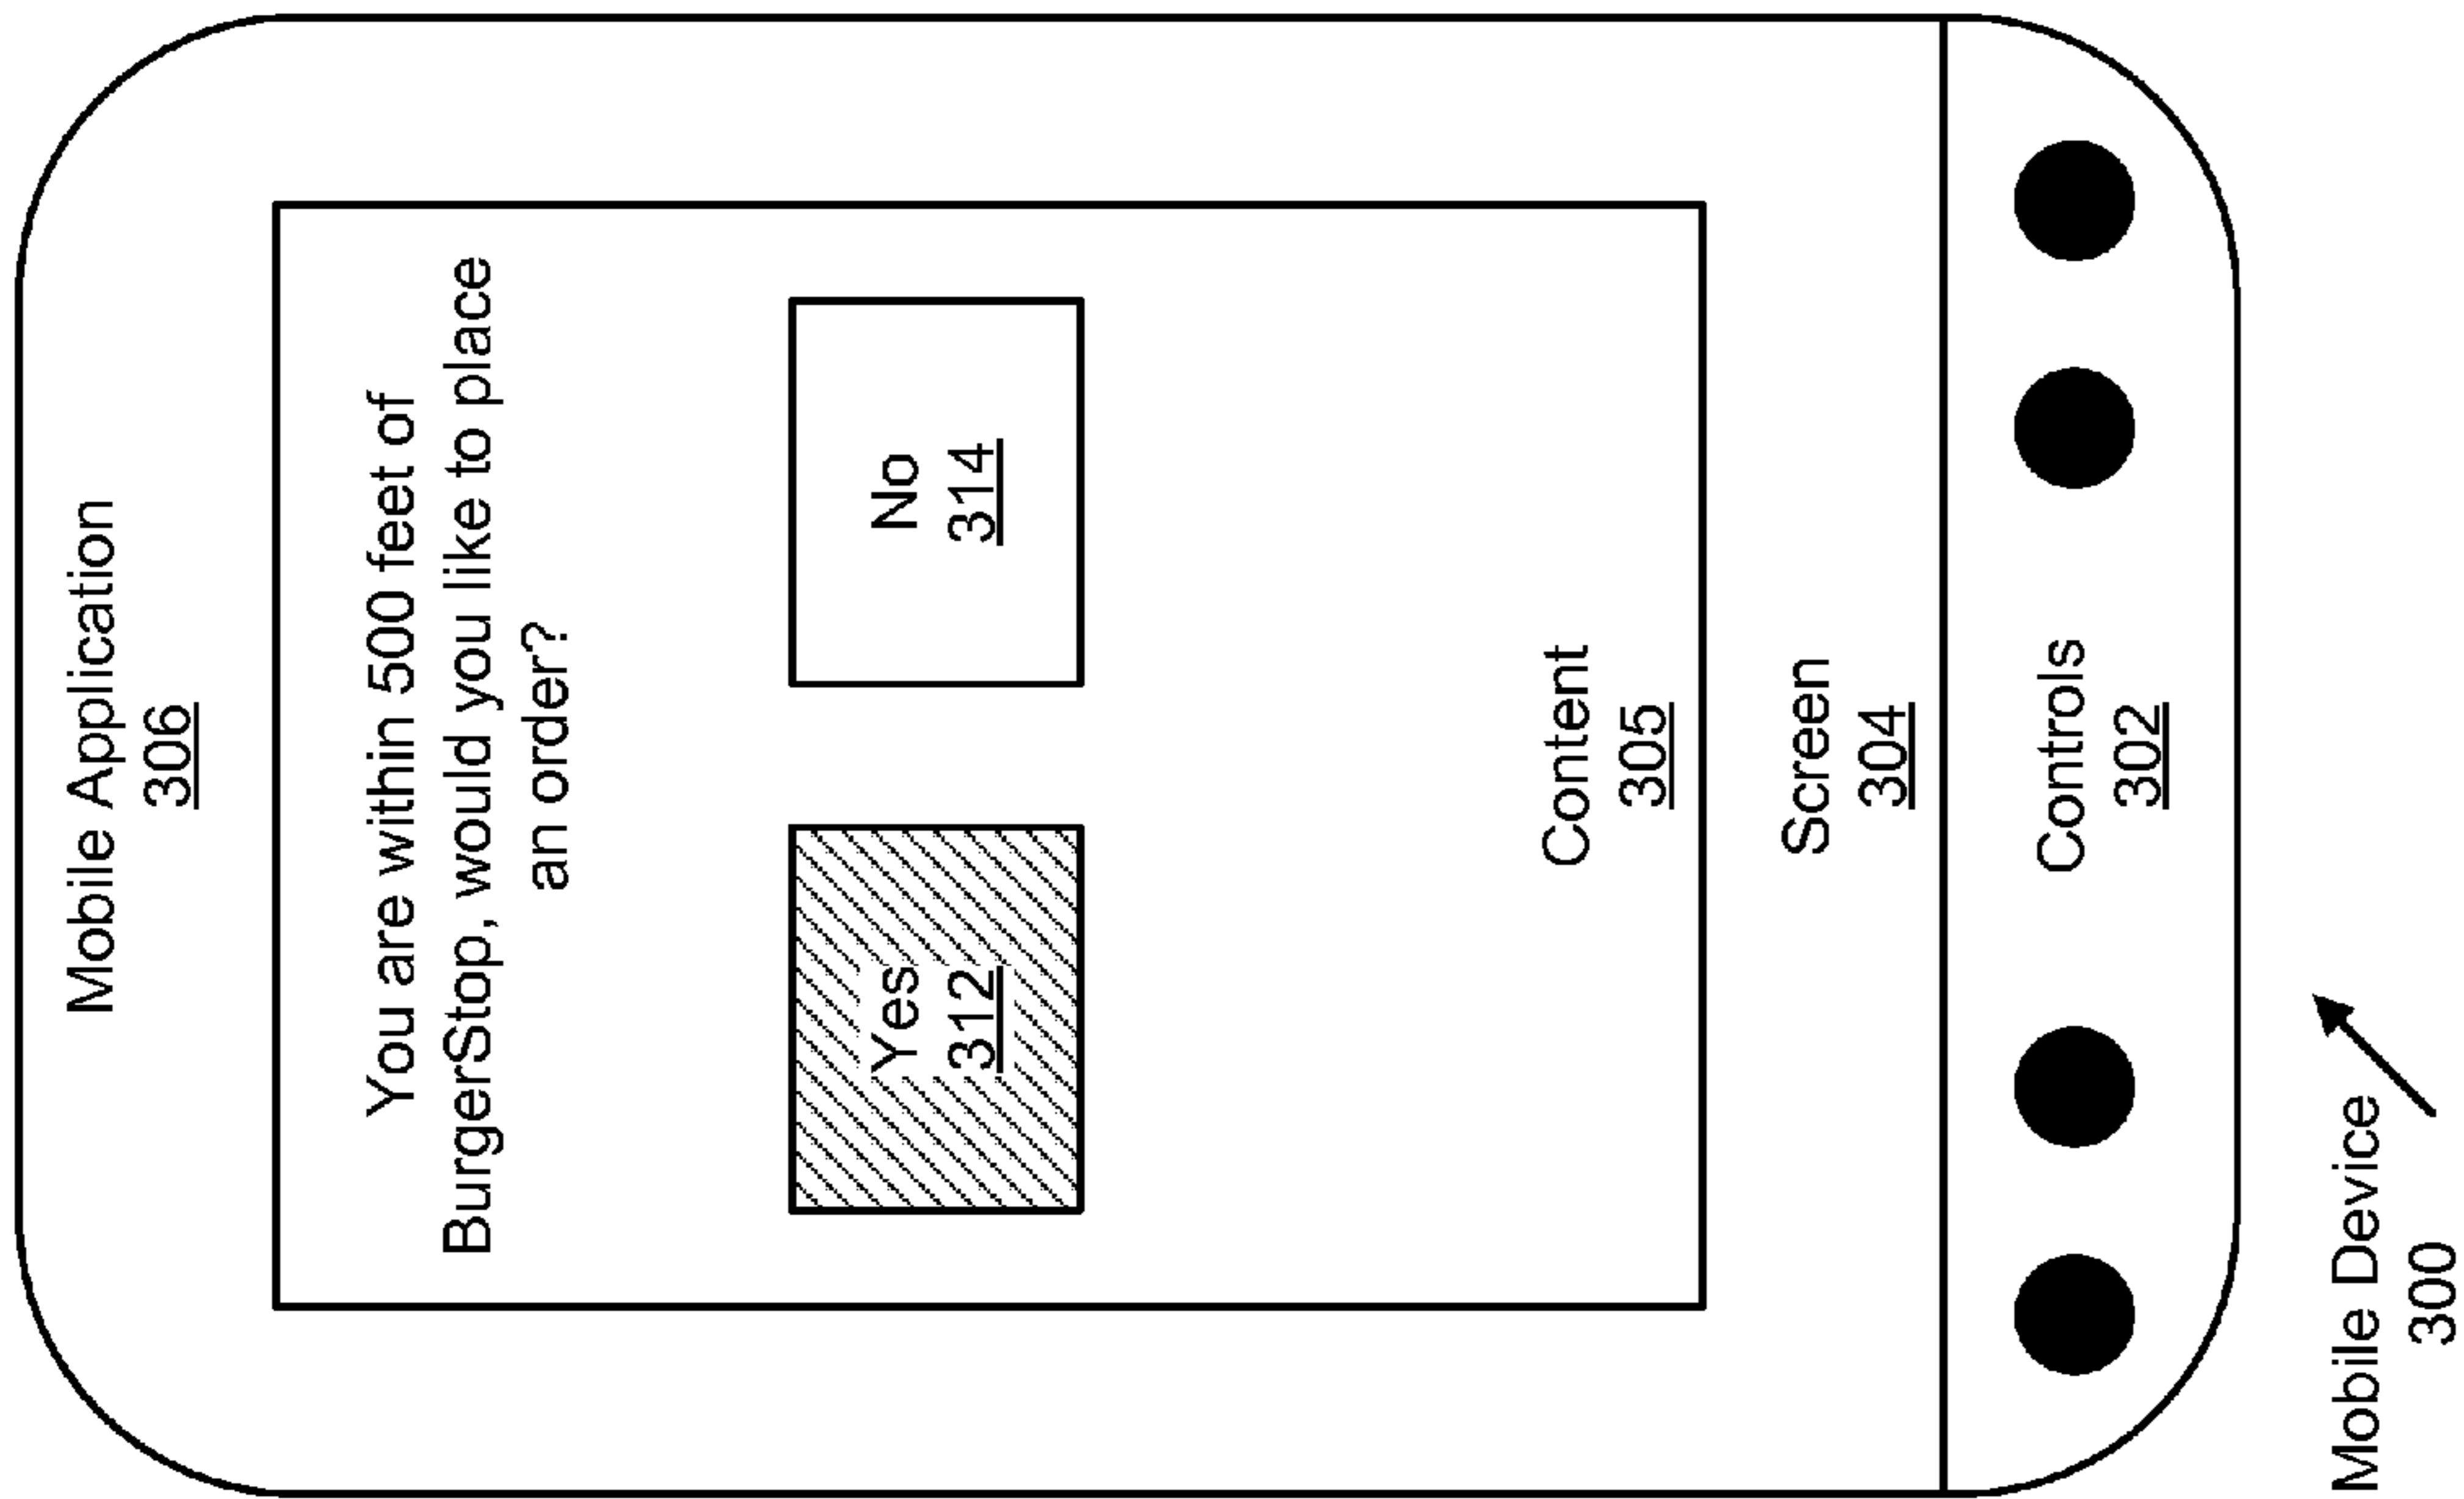 Mobile Application
306
You are within 500 feet of
BurgerStop, would you like to place
an order?
Yes
312
No
314
Content
305
Screen
304
Controls
302
Mobile Device
300